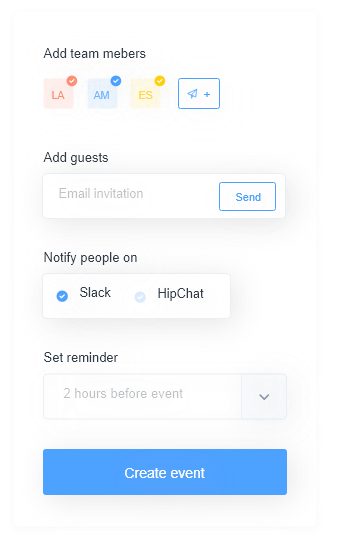 Add team mebers
LA AM ES +
Add guests
Email invitation Send
Notify people on
Slack HipChat
Set reminder
2 hours before event
Create event